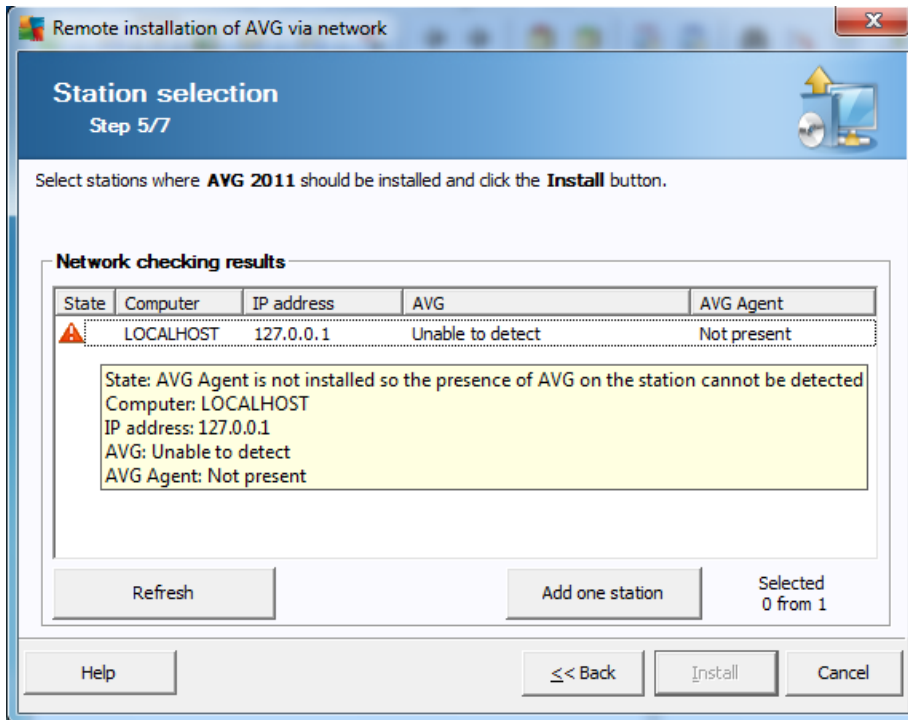 Remote installation of AVG via network
Station selection
Step 5/7
Select stations where AVG 2011 should be installed and click the Install button.
Network checking results
State Computer IP address AVG AVG Agent
LOCALHOST 127.0.0.1 Unable to detect Not present
State: AVG Agent is not installed so the presence of AVG on the station cannot be detected
Computer: LOCALHOST
IP address: 127.0.0.1
AVG: Unable to detect
AVG Agent: Not present
Refresh Add one station Selected
0 from 1
Help << Back Install Cancel